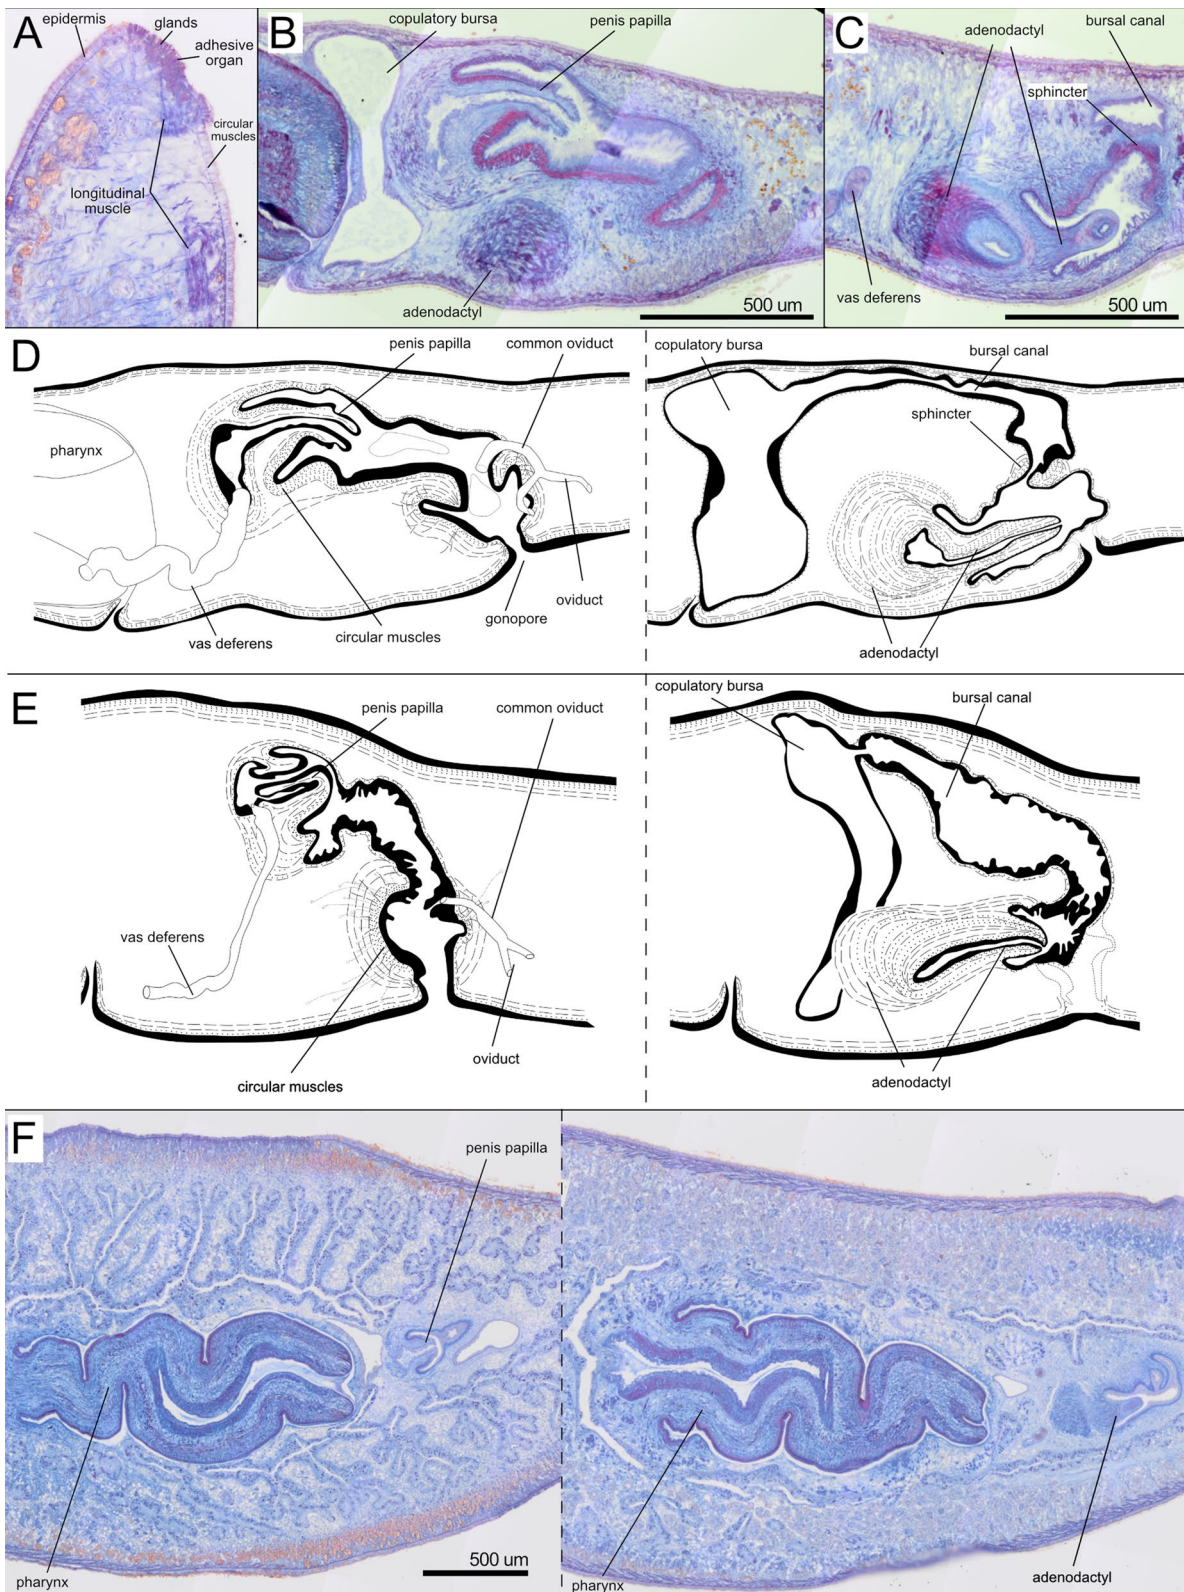 A
epidermis
glands
adhesive
organ
circular
muscles
longitudinal
muscle
B
copulatory bursa
penis papilla
adenodactyl
500 um
C
adenodactyl
bursal canal
sphincter
vas deferens
500 um
D
penis papilla
common oviduct
pharynx
vas deferens
circular muscles
gonopore
oviduct
copulatory bursa
bursal canal
sphincter
adenodactyl
E
penis papilla
common oviduct
vas deferens
circular muscles
oviduct
copulatory bursa
bursal canal
adenodactyl
F
penis papilla
pharynx
500 um
pharynx
adenodactyl